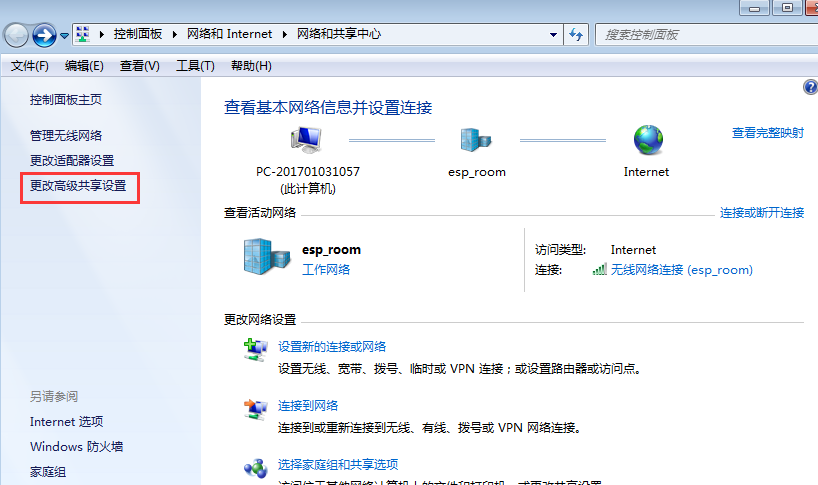 控制面板 网络和 Internet 网络和共享中心
搜索控制面板
文件(F) 编辑(E) 查看(V) 工具(T) 帮助(H)
控制面板主页
管理无线网络
更改适配器设置
更改高级共享设置
另请参阅
Internet 选项
Windows 防火墙
家庭组
查看基本网络信息并设置连接
查看完整映射
PC-201701031057
(此计算机)
esp_room
Internet
查看活动网络
连接或断开连接
esp_room
工作网络
访问类型: Internet
连接: 无线网络连接 (esp_room)
更改网络设置
设置新的连接或网络
设置无线、宽带、拨号、临时或 VPN 连接；或设置路由器或访问点。
连接到网络
连接到或重新连接到无线、有线、拨号或 VPN 网络连接。
选择家庭组和共享选项